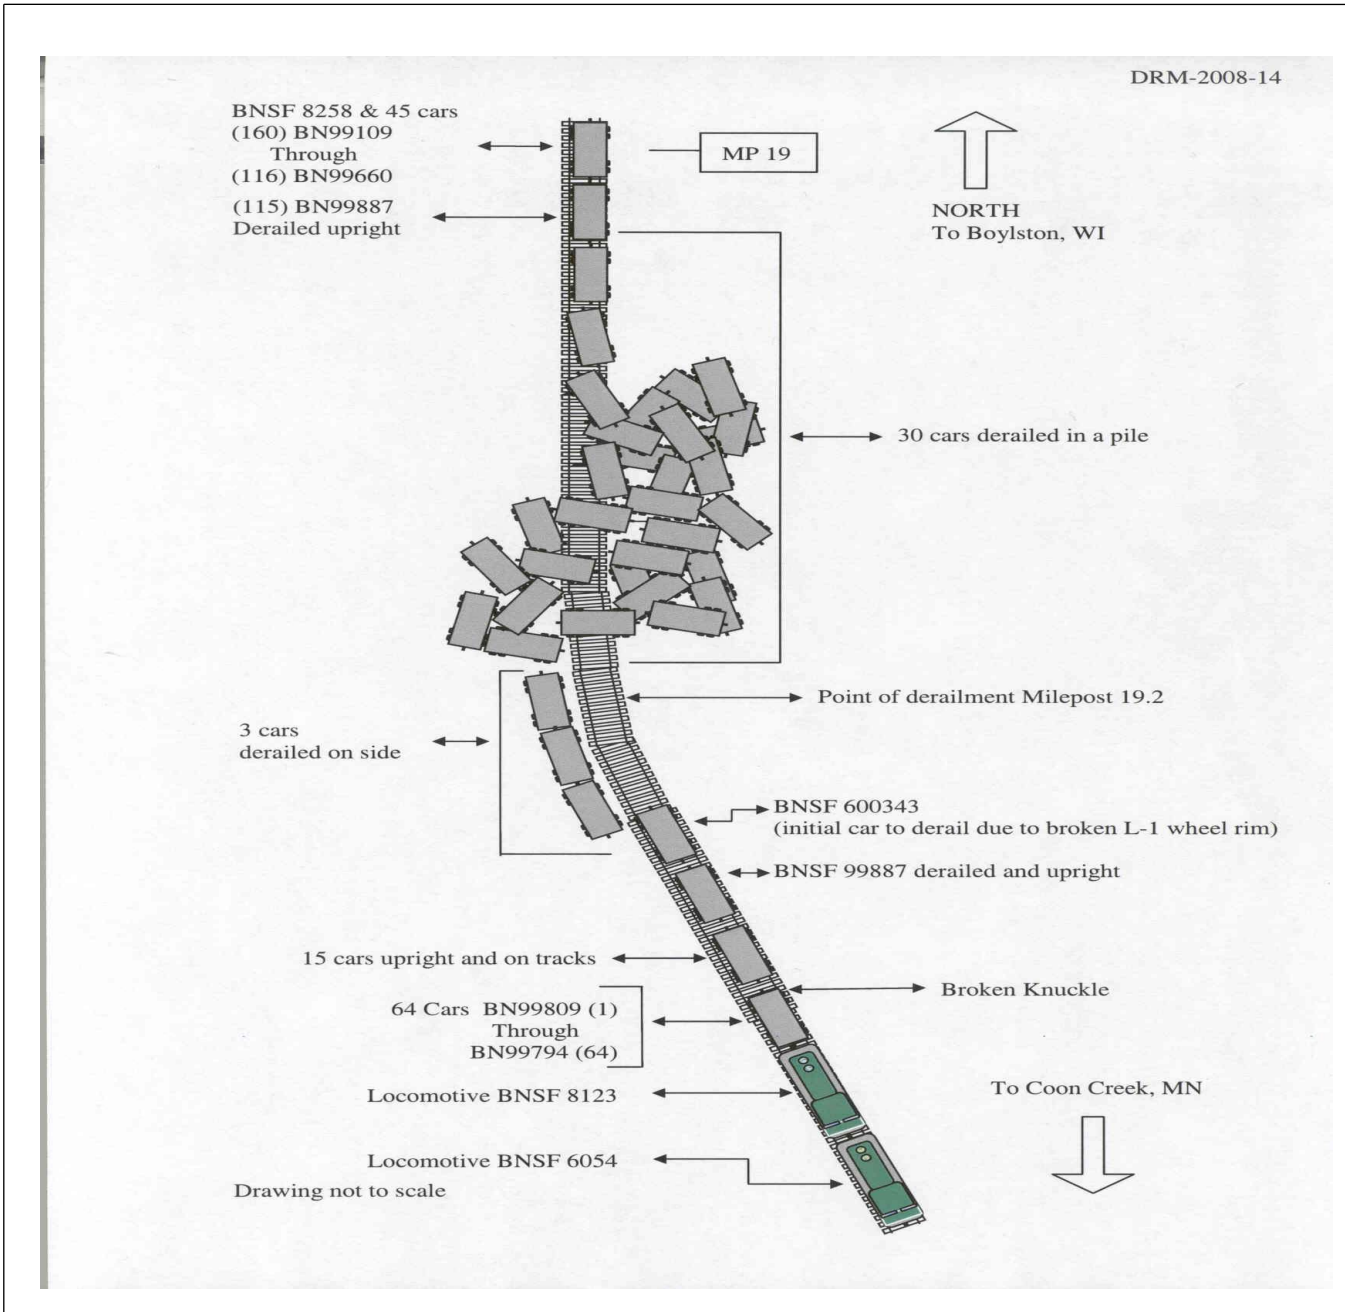 DRM-2008-14
BNSF 8258 & 45 cars
(160) BN99109
Through
(116) BN99660
(115) BN99887
Derailed upright
MP 19
NORTH
To Boylston, WI
30 cars derailed in a pile
Point of derailment Milepost 19.2
3 cars
derailed on side
BNSF 600343
(initial car to derail due to broken L-1 wheel rim)
BNSF 99887 derailed and upright
15 cars upright and on tracks
Broken Knuckle
64 Cars BN99809 (1)
Through
BN99794 (64)
Locomotive BNSF 8123
To Coon Creek, MN
Locomotive BNSF 6054
Drawing not to scale